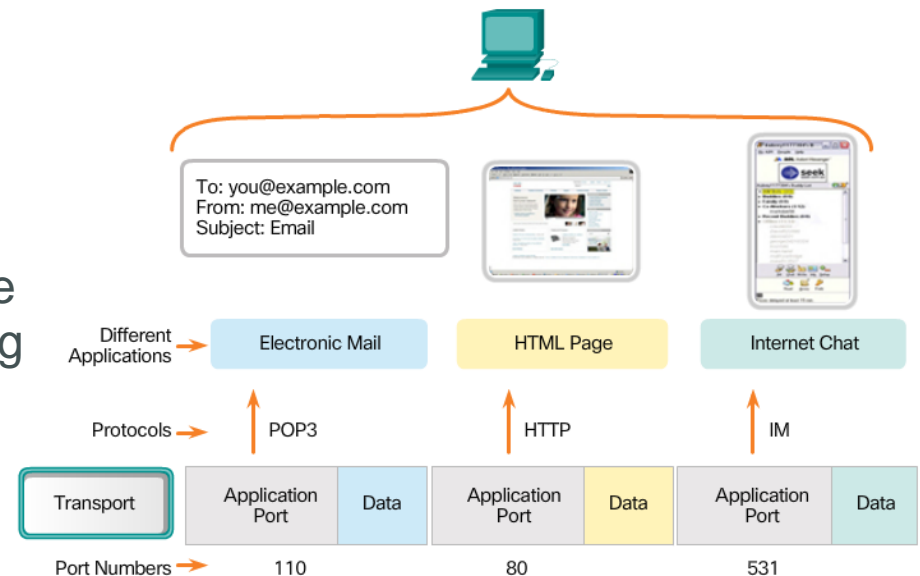 To: you@example.com
From: me@example.com
Subject: Email
seek
e
g
Different
Applications
Electronic Mail
HTML Page
Internet Chat
Protocols
POP3
HTTP
IM
Transport
Application
Port
Data
Application
Port
Data
Application
Port
Data
Port Numbers
110
80
531